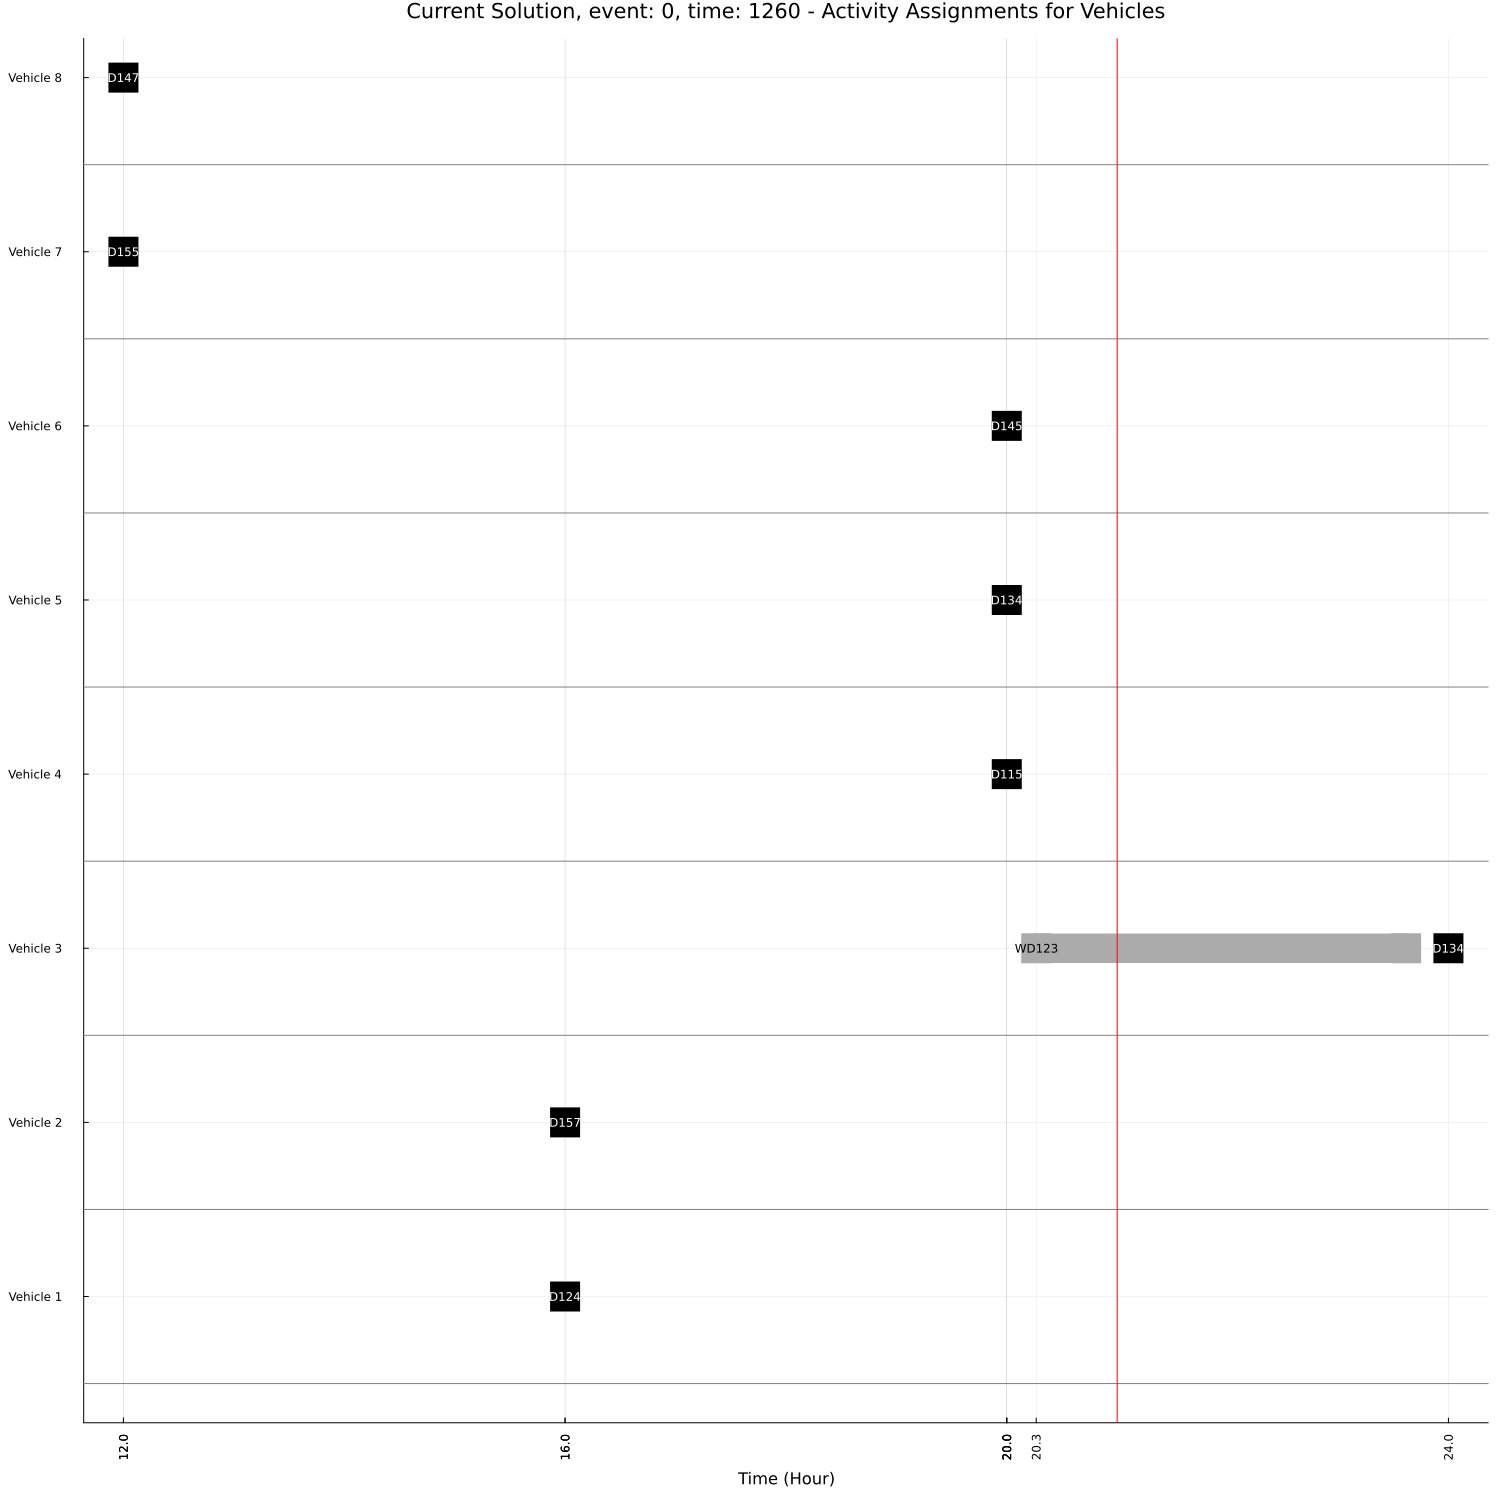 Current Solution, event: 0, time: 1260 - Activity Assignments for Vehicles
Vehicle 8
D147
Vehicle 7
D155
Vehicle 6
D145
Vehicle 5
D134
Vehicle 4
D115
Vehicle 3
WD123
D134
Vehicle 2
D157
Vehicle 1
D124
12.0
16.0
20.0
20.3
24.0
Time (Hour)